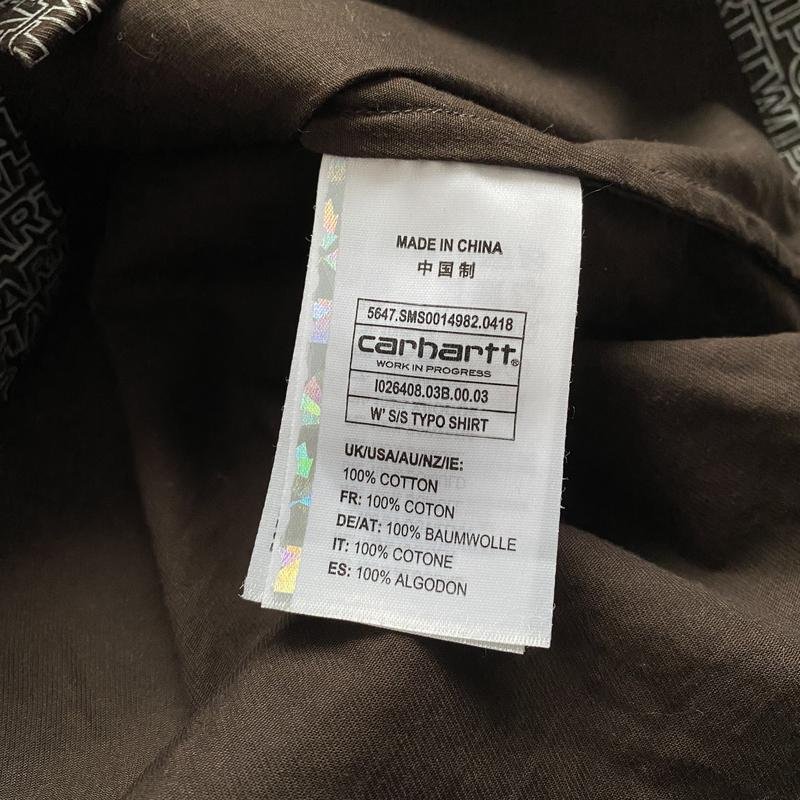 MADE IN CHINA
中国制
5647.SMS0014982.0418
carhartt®
WORK IN PROGRESS
I026408.03B.00.03
W' S/S TYPO SHIRT
UK/USA/AU/NZ/IE:
100% COTTON
FR: 100% COTON
DE/AT: 100% BAUMWOLLE
IT: 100% COTONE
ES: 100% ALGODON